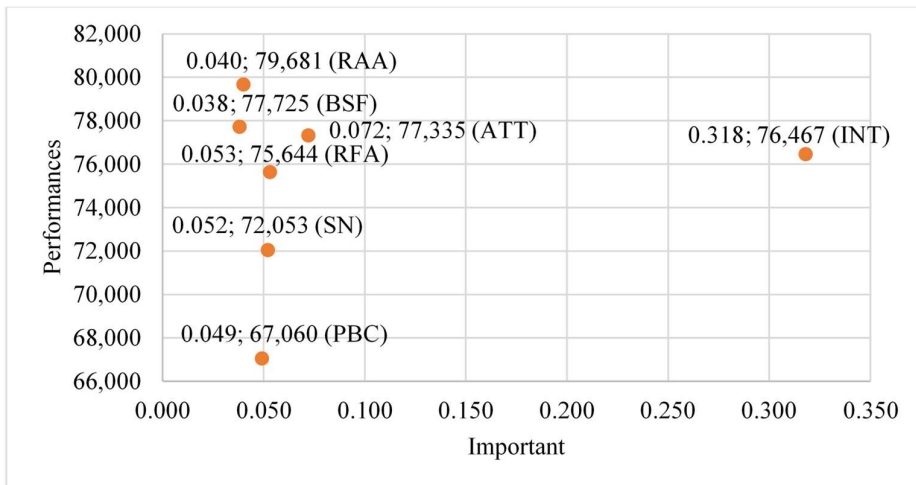 82,000
80,000
78,000
76,000
74,000
72,000
70,000
68,000
66,000
Performances
0.040; 79,681 (RAA)
0.038; 77,725 (BSF)
0.072; 77,335 (ATT)
0.318; 76,467 (INT)
0.053; 75,644 (RFA)
0.052; 72,053 (SN)
0.049; 67,060 (PBC)
0.000 0.050 0.100 0.150 0.200 0.250 0.300 0.350
Important